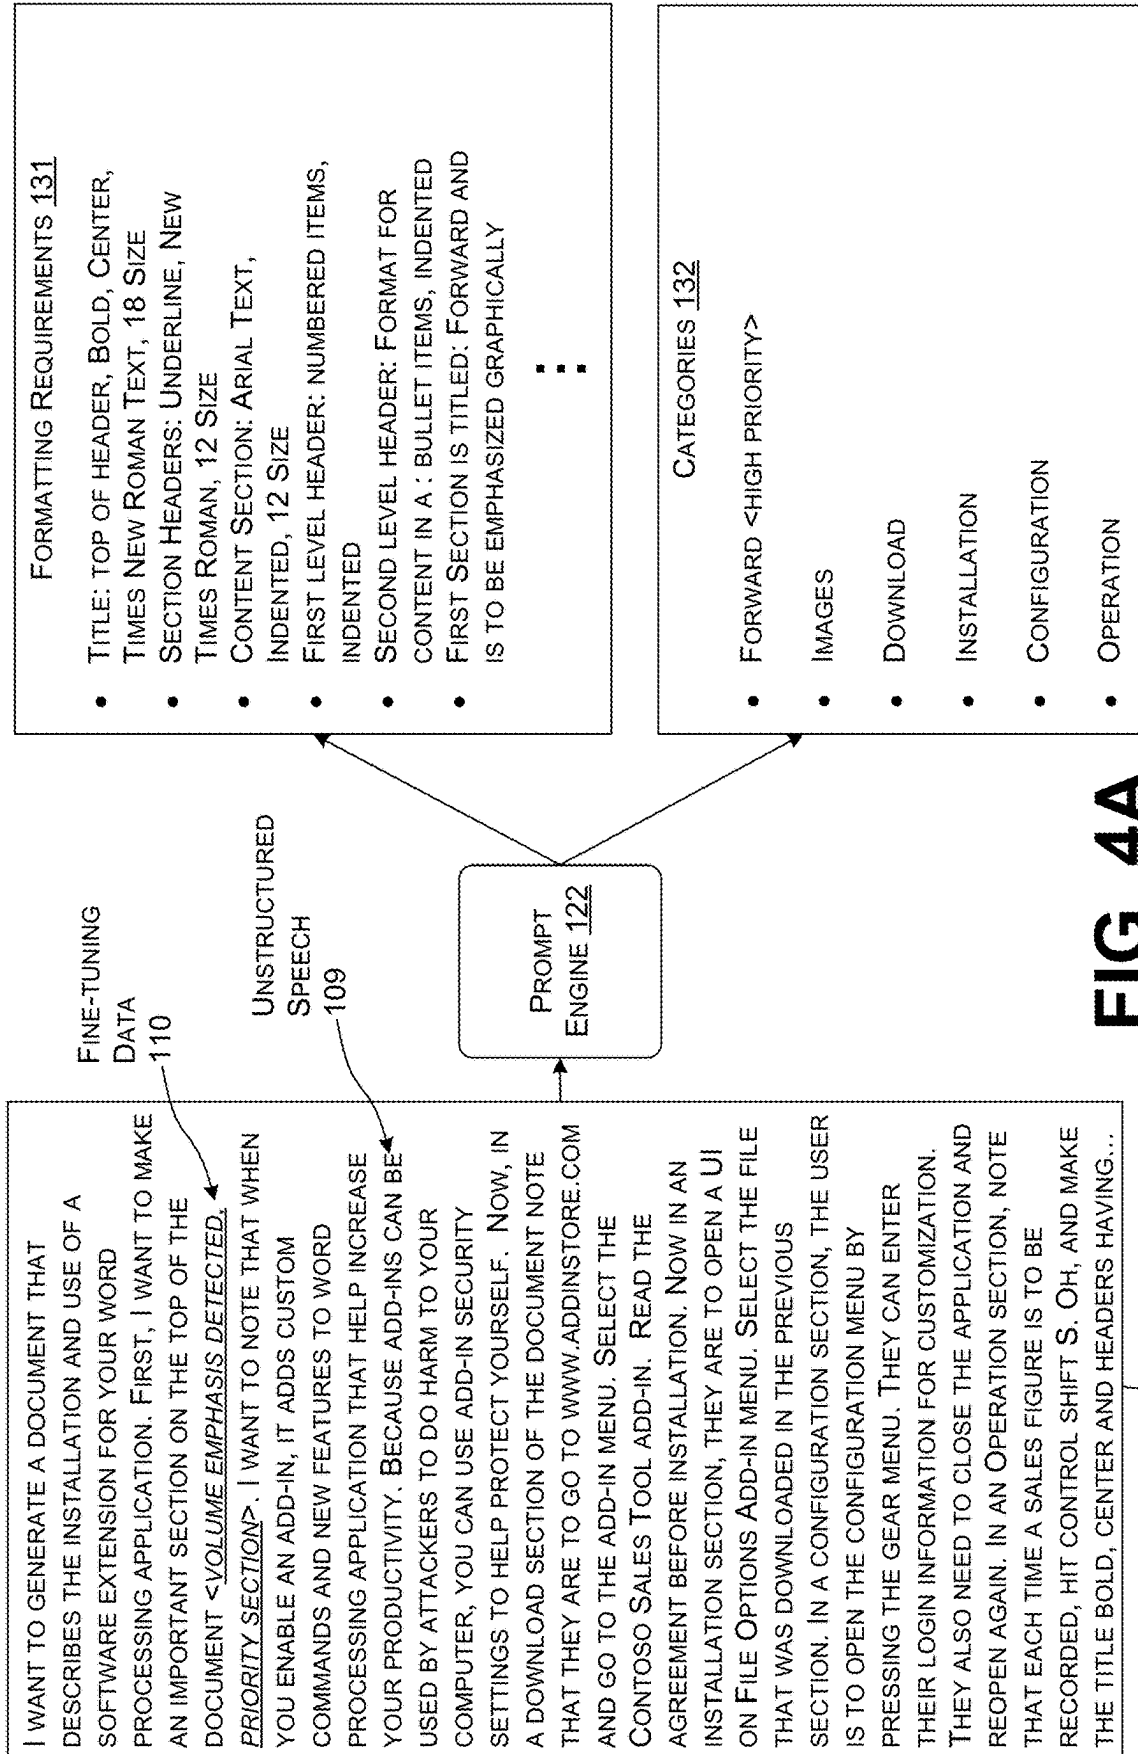 I WANT TO GENERATE A DOCUMENT THAT
DESCRIBES THE INSTALLATION AND USE OF A
SOFTWARE EXTENSION FOR YOUR WORD
PROCESSING APPLICATION. FIRST, I WANT TO MAKE
AN IMPORTANT SECTION ON THE TOP OF THE
DOCUMENT <VOLUME EMPHASIS DETECTED,
PRIORITY SECTION>. I WANT TO NOTE THAT WHEN
YOU ENABLE AN ADD-IN, IT ADDS CUSTOM
COMMANDS AND NEW FEATURES TO WORD
PROCESSING APPLICATION THAT HELP INCREASE
YOUR PRODUCTIVITY. BECAUSE ADD-INS CAN BE
USED BY ATTACKERS TO DO HARM TO YOUR
COMPUTER, YOU CAN USE ADD-IN SECURITY
SETTINGS TO HELP PROTECT YOURSELF. NOW, IN
A DOWNLOAD SECTION OF THE DOCUMENT NOTE
THAT THEY ARE TO GO TO WWW.ADDINSTORE.COM
AND GO TO THE ADD-IN MENU. SELECT THE
CONTOSO SALES TOOL ADD-IN. READ THE
AGREEMENT BEFORE INSTALLATION. NOW IN AN
INSTALLATION SECTION, THEY ARE TO OPEN A UI
ON FILE OPTIONS ADD-IN MENU. SELECT THE FILE
THAT WAS DOWNLOADED IN THE PREVIOUS
SECTION. IN A CONFIGURATION SECTION, THE USER
IS TO OPEN THE CONFIGURATION MENU BY
PRESSING THE GEAR MENU. THEY CAN ENTER
THEIR LOGIN INFORMATION FOR CUSTOMIZATION.
THEY ALSO NEED TO CLOSE THE APPLICATION AND
REOPEN AGAIN. IN AN OPERATION SECTION, NOTE
THAT EACH TIME A SALES FIGURE IS TO BE
RECORDED, HIT CONTROL SHIFT S. OH, AND MAKE
THE TITLE BOLD, CENTER AND HEADERS HAVING...
FINE-TUNING
DATA
110
UNSTRUCTURED
SPEECH
109
PROMPT
ENGINE 122
FORMATTING REQUIREMENTS 131
• TITLE: TOP OF HEADER, BOLD, CENTER,
TIMES NEW ROMAN TEXT, 18 SIZE
• SECTION HEADERS: UNDERLINE, NEW
TIMES ROMAN, 12 SIZE
• CONTENT SECTION: ARIAL TEXT,
INDENTED, 12 SIZE
• FIRST LEVEL HEADER: NUMBERED ITEMS,
INDENTED
• SECOND LEVEL HEADER: FORMAT FOR
CONTENT IN A : BULLET ITEMS, INDENTED
• FIRST SECTION IS TITLED: FORWARD AND
IS TO BE EMPHASIZED GRAPHICALLY
CATEGORIES 132
• FORWARD <HIGH PRIORITY>
• IMAGES
• DOWNLOAD
• INSTALLATION
• CONFIGURATION
• OPERATION
FIG. 4A